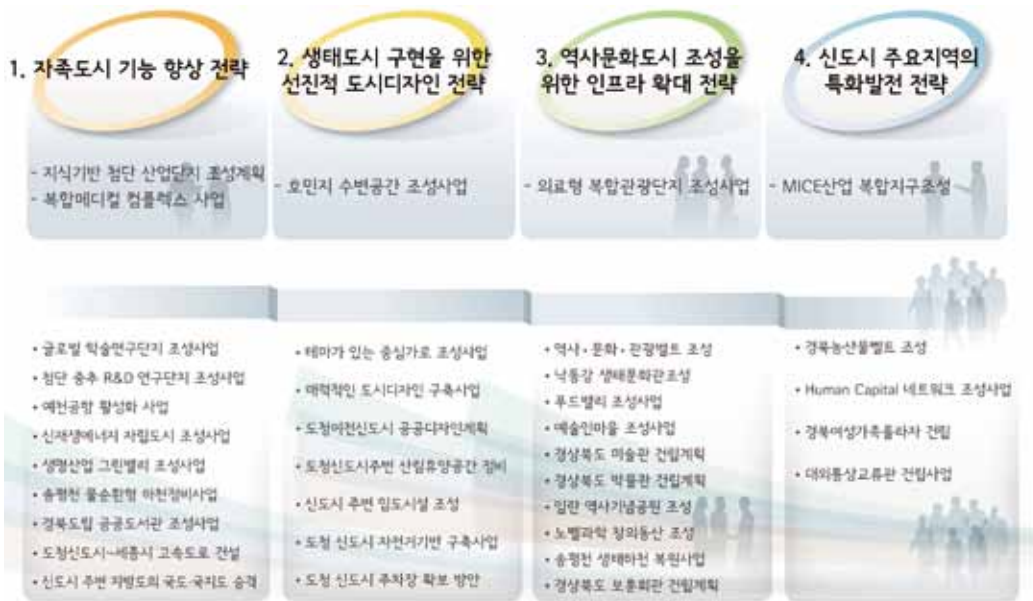 1. 자족도시 기능 향상 전략
- 지식기반 첨단 산업단지 조성계획
- 복합메디컬 컴플렉스 사업
• 글로벌 학술연구단지 조성사업
• 첨단 중추 R&D 연구단지 조성사업
• 예천공항 활성화 사업
• 신재생에너지 자립도시 조성사업
• 생명산업 그린밸리 조성사업
• 송평천 물순환형 하천정비사업
• 경북도립 공공도서관 조성사업
• 도청신도시~세종시 고속도로 건설
• 신도시 주변 지방도의 국도·국지도 승격
2. 생태도시 구현을 위한
선진적 도시디자인 전략
- 호민지 수변공간 조성사업
• 테마가 있는 중심가로 조성사업
• 매력적인 도시디자인 구축사업
• 도청이전신도시 공공디자인계획
• 도청신도시주변 산림휴양공간 정비
• 신도시 주변 임도시설 조성
• 도청 신도시 자전거기반 구축사업
• 도청 신도시 주차장 확보 방안
3. 역사문화도시 조성을
위한 인프라 확대 전략
- 의료형 복합관광단지 조성사업
• 역사·문화·관광벨트 조성
• 낙동강 생태문화관조성
• 푸드밸리 조성사업
• 예술인마을 조성사업
• 경상북도 미술관 건립계획
• 경상북도 박물관 건립계획
• 역사기념공원 조성
• 노벨과학 창의동산 조성
• 송평천 생태하천 복원사업
• 경상북도 보훈회관 건립계획
4. 신도시 주요지역의
특화발전 전략
- MICE산업 복합지구조성
• 경북농산물벨트 조성
• Human Capital 네트워크 조성사업
• 경북여성가족플라자 건립
• 대외통상교류관 건립사업